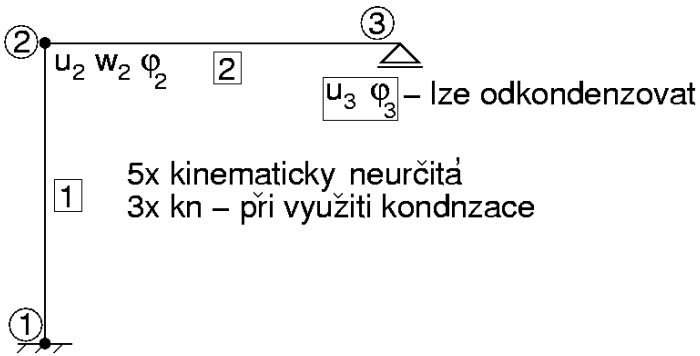 3
2
u2 w2 φ2
2
u3 φ3 – lze odkondenzovat
1
5x kinematicky neurčitá
3x kn – při využiti kondnzace
1